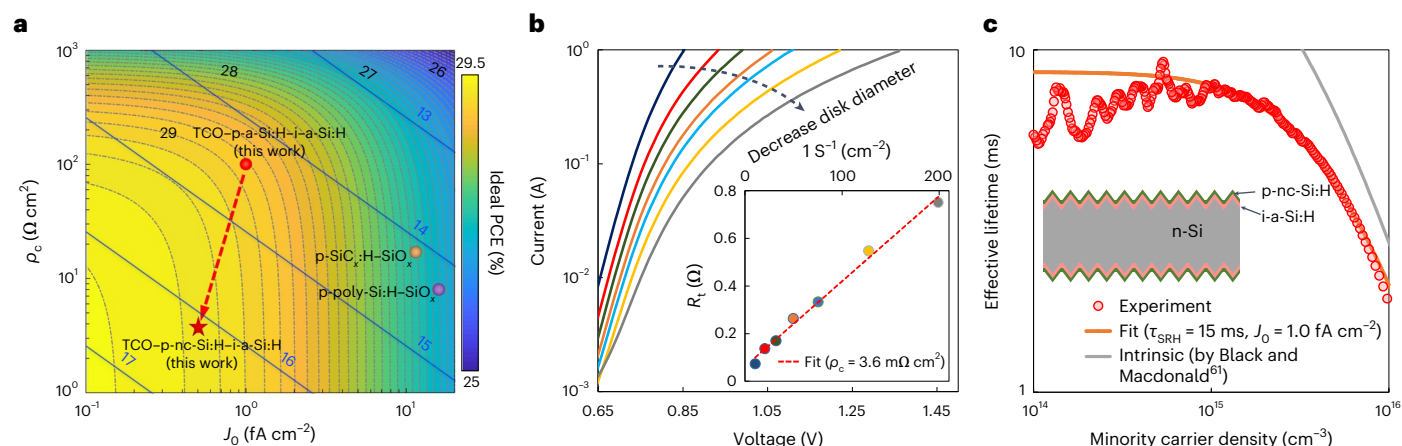 a
ρc (Ω cm²)
10³
10²
10¹
10⁰
10⁻¹
10⁰
10¹
J₀ (fA cm⁻²)
28
27
26
13
29
TCO–p-a-Si:H–i-a-Si:H
(this work)
14
p-SiCₓ:H–SiOₓ
p-poly-Si:H–SiOₓ
TCO–p-nc-Si:H–i-a-Si:H
(this work)
17
16
15
29.5
Ideal PCE (%)
25
b
Current (A)
10⁰
10⁻¹
10⁻²
10⁻³
0.65
0.85
1.05
1.25
1.45
Voltage (V)
Decrease disk diameter
1 S⁻¹ (cm⁻²)
0
100
200
Rt (Ω)
0.8
0.6
0.4
0.2
0
Fit (ρc = 3.6 mΩ cm²)
c
Effective lifetime (ms)
10
1
10¹⁴
10¹⁵
10¹⁶
Minority carrier density (cm⁻³)
p-nc-Si:H
i-a-Si:H
n-Si
Experiment
Fit (τSRH = 15 ms, J₀ = 1.0 fA cm⁻²)
Intrinsic (by Black and
Macdonald⁶¹)